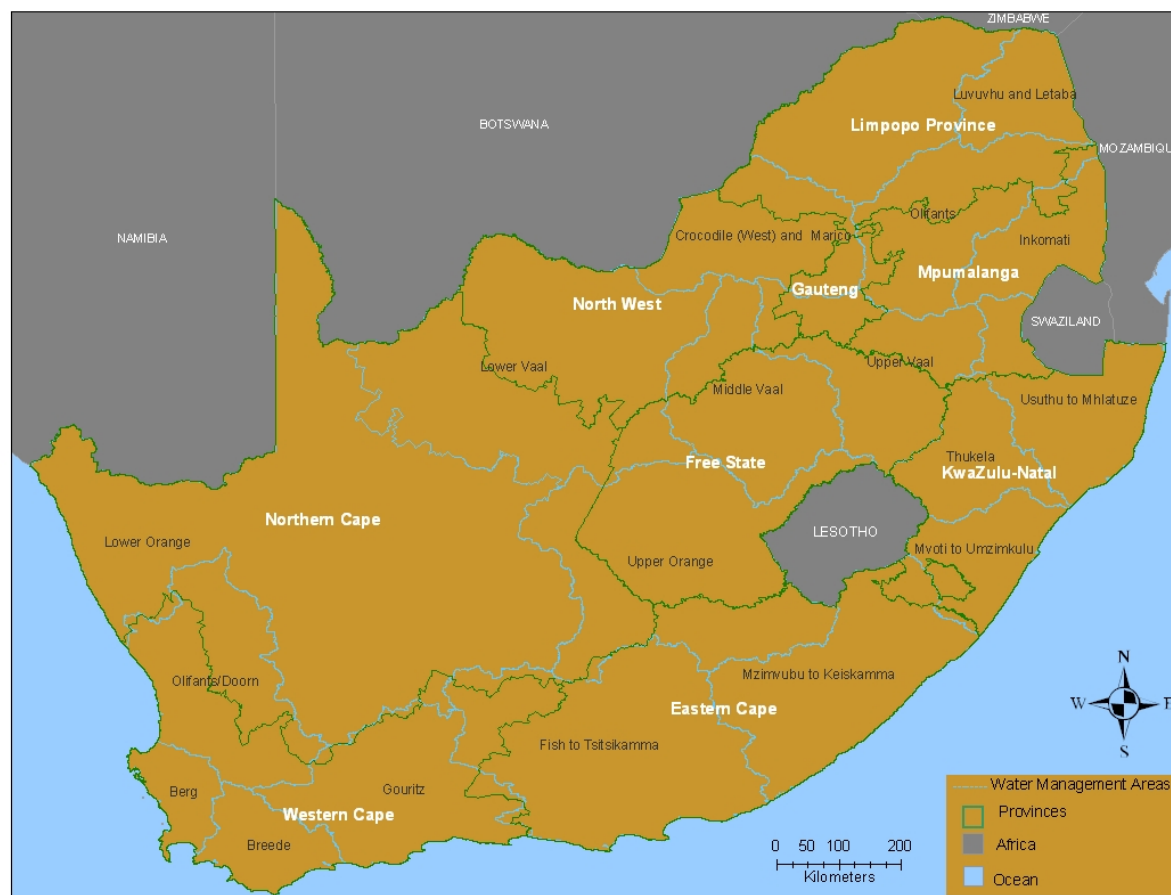 ZIMBABWE
Luvuvhu and Letaba
BOTSWANA
Limpopo Province
MOZAMBIQU
Olifants
NAMIBIA
Crocodile (West) and Marico
Inkomati
Mpumalanga
Gauteng
North West
SWAZILAND
Lower Vaal
Upper Vaal
Middle Vaal
Usuthu to Mhlatuze
Thukela
Free State
KwaZulu-Natal
Northern Cape
LESOTHO
Lower Orange
Mvoti to Umzimkulu
Upper Orange
N
Olifants/Doorn
Mzimvubu to Keiskamma
W
E
Eastern Cape
S
Fish to Tsitsikamma
Water Management Areas
Berg
Gouritz
Provinces
Western Cape
Breede
Africa
0 50 100 200
Kilometers
Ocean